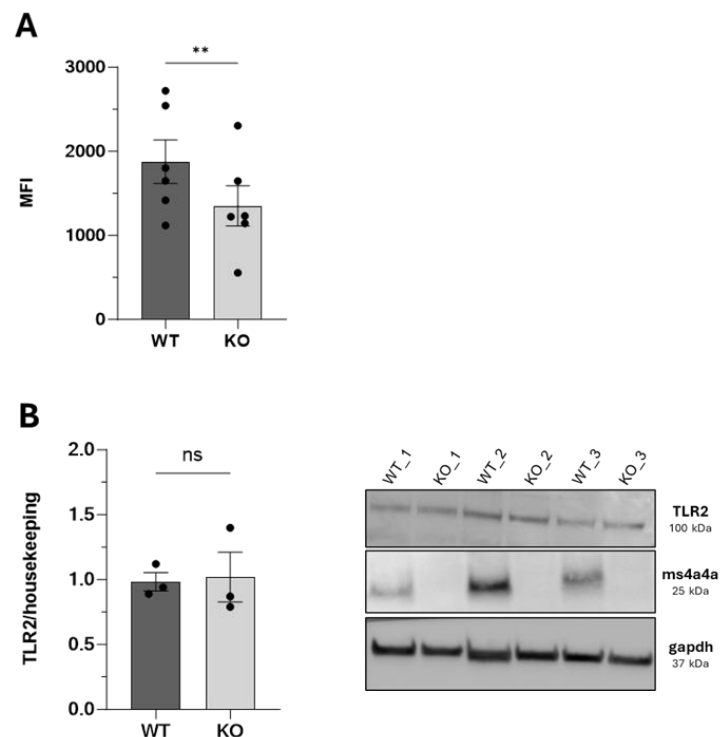 A
**
3000
2000
1000
0
MFI
WT KO
B
ns
2.0
1.5
1.0
0.5
0.0
TLR2/housekeeping
WT KO
WT_1 KO_1 WT_2 KO_2 WT_3 KO_3
TLR2
100 kDa
ms4a4a
25 kDa
gapdh
37 kDa